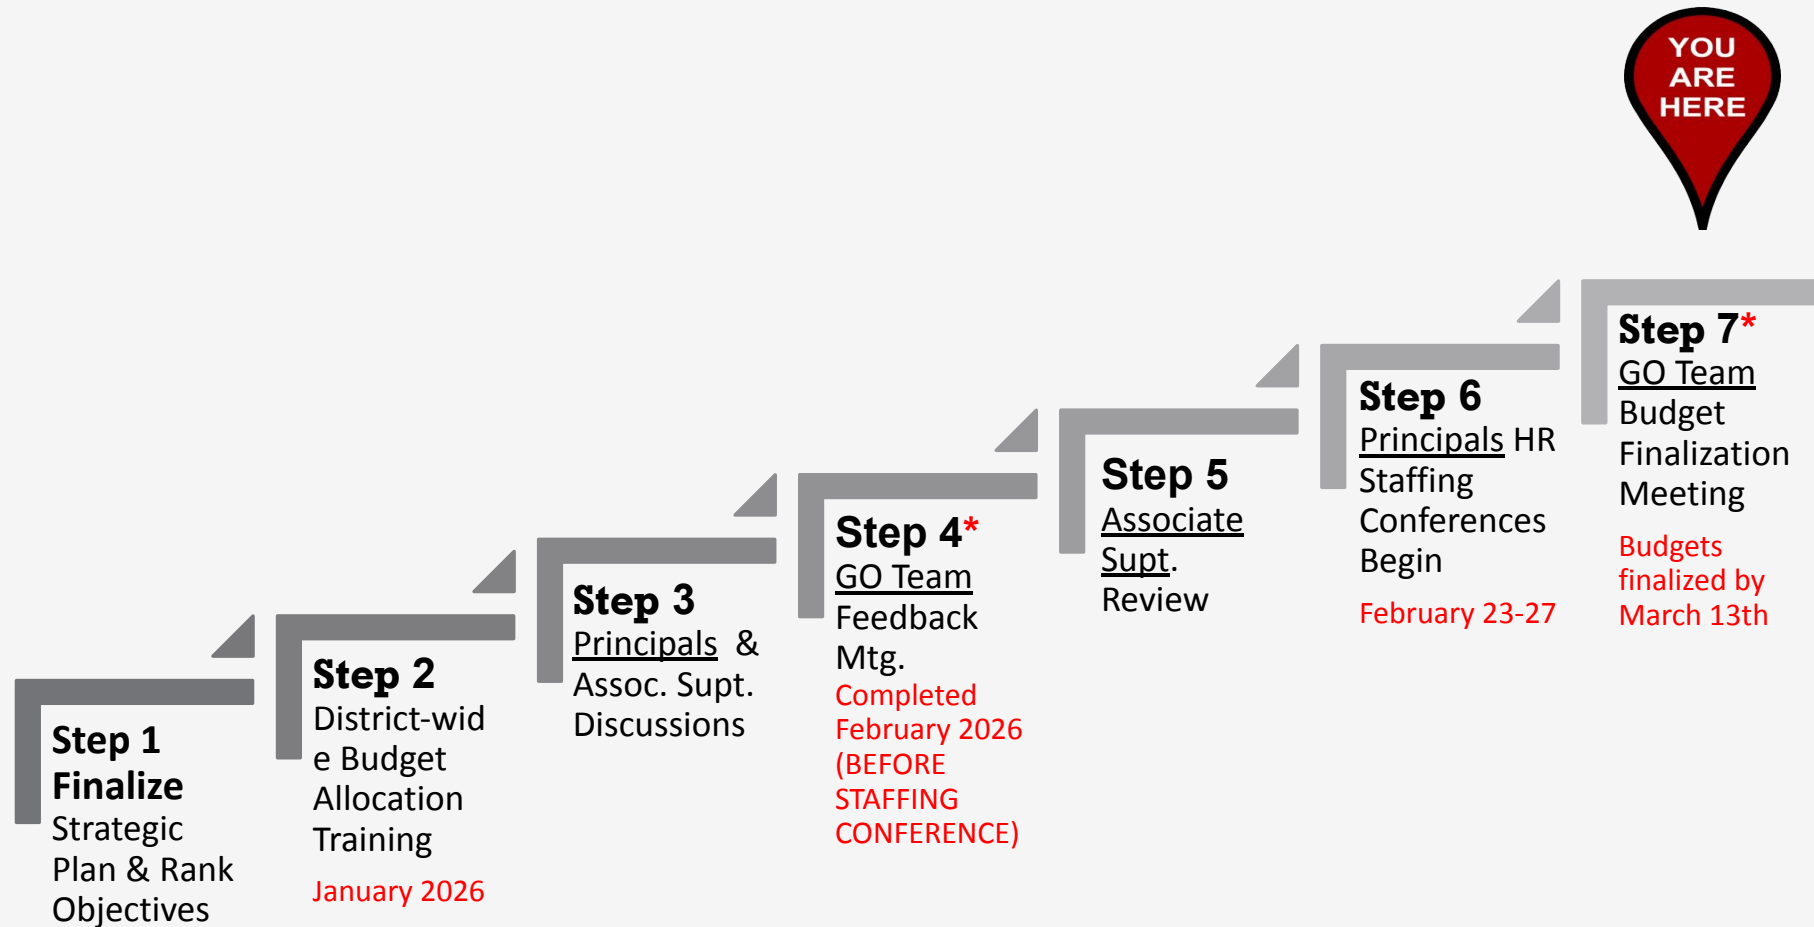 YOU
ARE
HERE
Step 1
Finalize
Strategic
Plan & Rank
Objectives
Step 2
District-wid
e Budget
Allocation
Training
January 2026
Step 3
Principals & 
Assoc. Supt.
Discussions
Step 4*
GO Team
Feedback
Mtg.
Completed
February 2026
(BEFORE
STAFFING
CONFERENCE)
Step 5
Associate
Supt.
Review
Step 6
Principals HR
Staffing
Conferences
Begin
February 23-27
Step 7*
GO Team
Budget
Finalization
Meeting
Budgets
finalized by
March 13th